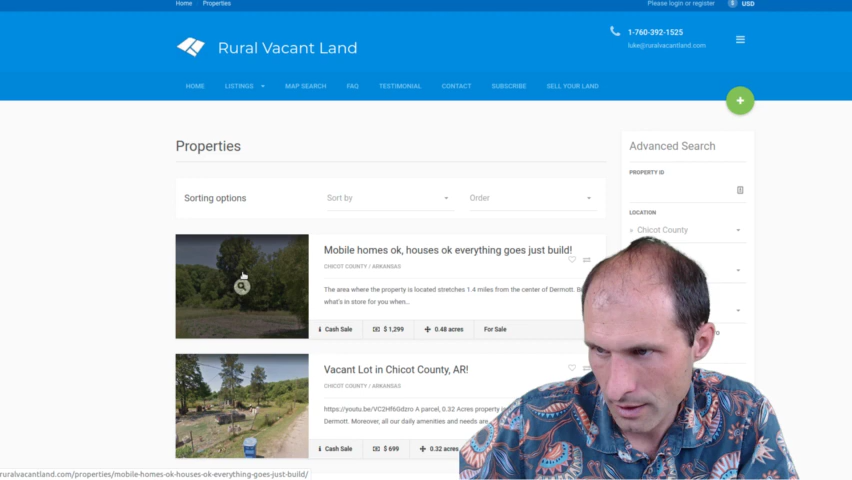 Home Properties
Please login or register $ USD
Rural Vacant Land
1-760-392-1525
luke@ruralvacantland.com
HOME LISTINGS MAP SEARCH FAQ TESTIMONIAL CONTACT SUBSCRIBE SELL YOUR LAND
Properties
Advanced Search
PROPERTY ID
Sorting options Sort by Order
LOCATION
Chicot County
Mobile homes ok, houses ok everything goes just build!
CHICOT COUNTY / ARKANSAS
The area where the property is located stretches 1.4 miles from the center of Dermott.
what's in store for you when...
Cash Sale $ 1,299 0.48 acres For Sale
Vacant Lot in Chicot County, AR!
CHICOT COUNTY / ARKANSAS
https://youtu.be/VC2Hf6Gdzro A parcel, 0.32 Acres property
Dermott. Moreover, all our daily amenities and needs are
Cash Sale $ 699 0.32 acres
ruralvacantland.com/properties/mobile-homes-ok-houses-ok-everything-goes-just-build/